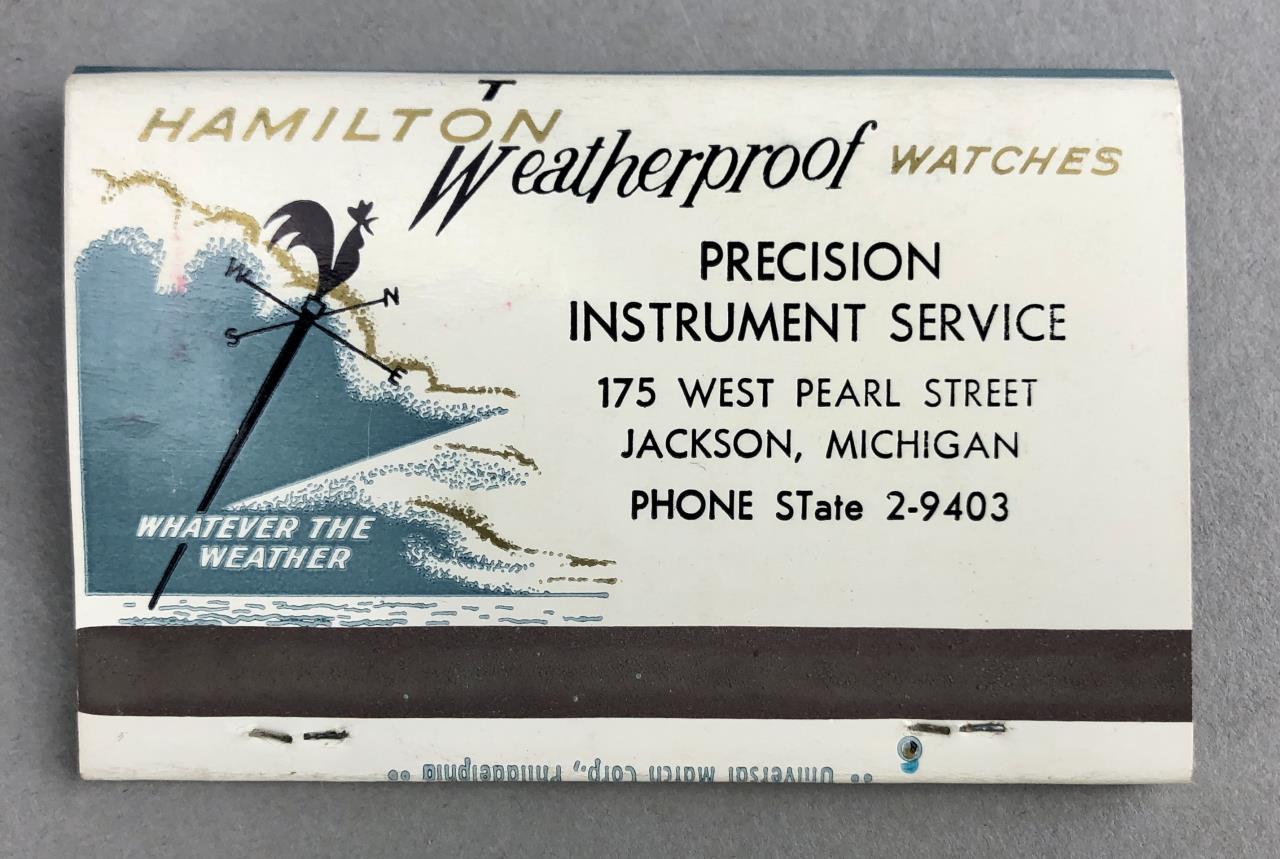 T
HAMILTON Weatherproof WATCHES
PRECISION
INSTRUMENT SERVICE
175 WEST PEARL STREET
JACKSON, MICHIGAN
PHONE STate 2-9403
W
N
S
E
WHATEVER THE
WEATHER
Universal Match Corp., Philadelphia